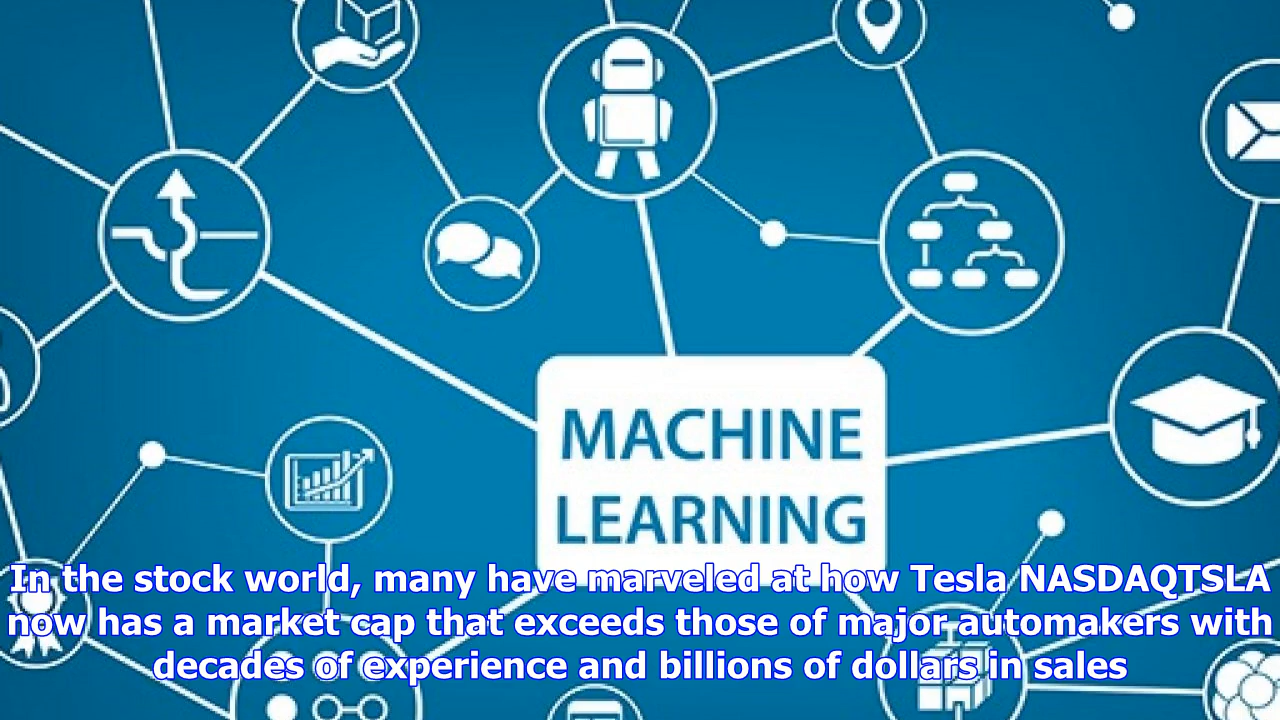 MACHINE
LEARNING
In the stock world, many have marveled at how Tesla NASDAQTSLA
now has a market cap that exceeds those of major automakers with
decades of experience and billions of dollars in sales